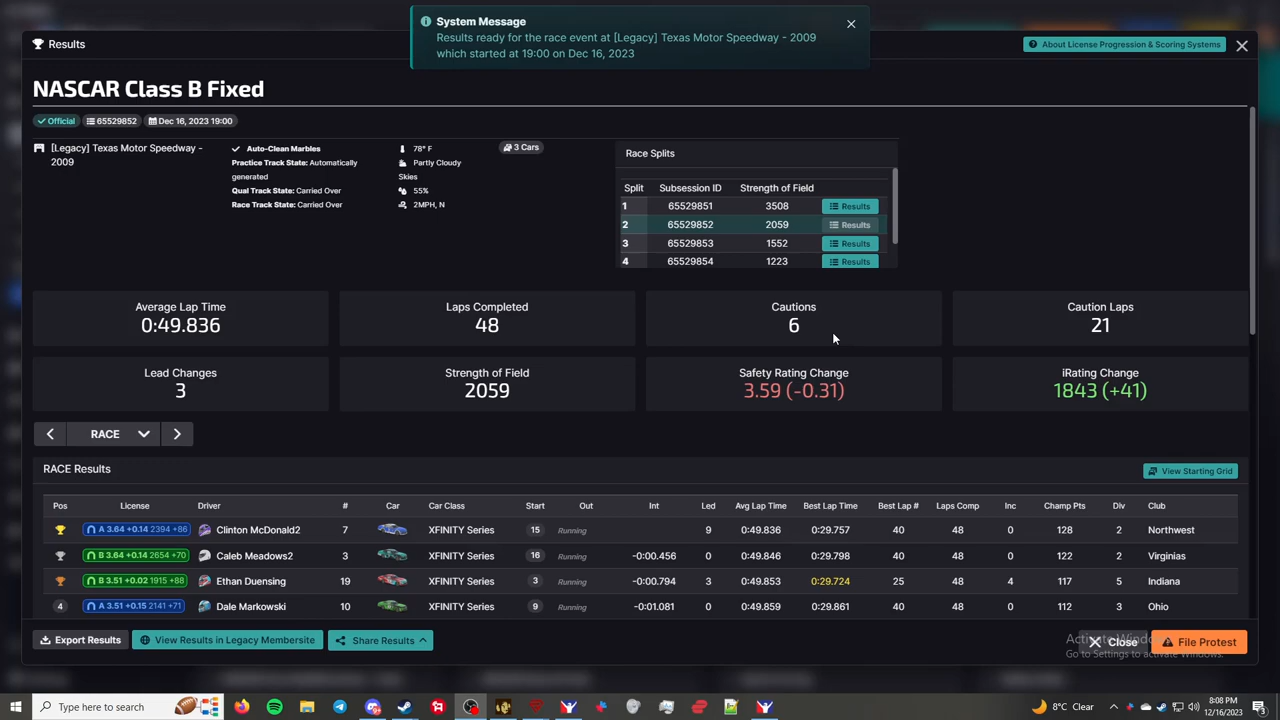 System Message
Results ready for the race event at [Legacy] Texas Motor Speedway - 2009
which started at 19:00 on Dec 16, 2023
Results
About License Progression & Scoring Systems
NASCAR Class B Fixed
Official 65529852 Dec 16, 2023 19:00
[Legacy] Texas Motor Speedway -
2009
Auto-Clean Marbles
Practice Track State: Automatically
generated
Qual Track State: Carried Over
Race Track State: Carried Over
78° F
Partly Cloudy
Skies
55%
2MPH, N
3 Cars
Race Splits
Split Subsession ID Strength of Field
1 65529851 3508 Results
2 65529852 2059 Results
3 65529853 1552 Results
4 65529854 1223 Results
Average Lap Time
0:49.836
Laps Completed
48
Cautions
6
Caution Laps
21
Lead Changes
3
Strength of Field
2059
Safety Rating Change
3.59 (-0.31)
iRating Change
1843 (+41)
RACE
RACE Results
View Starting Grid
Pos License Driver # Car Car Class Start Out Int Led Avg Lap Time Best Lap Time Best Lap # Laps Comp Inc Champ Pts Div Club
A 3.64 +0.14 2394 +86 Clinton McDonald2 7 XFINITY Series 15 Running 9 0:49.836 0:29.757 40 48 0 128 2 Northwest
B 3.64 +0.14 2654 +70 Caleb Meadows2 3 XFINITY Series 16 Running -0:00.456 0 0:49.846 0:29.798 40 48 0 122 2 Virginias
B 3.51 +0.02 1915 +88 Ethan Duensing 19 XFINITY Series 3 Running -0:00.794 3 0:49.853 0:29.724 25 48 4 117 5 Indiana
4 A 3.51 +0.15 2141 +71 Dale Markowski 10 XFINITY Series 9 Running -0:01.081 0 0:49.859 0:29.861 40 48 0 112 3 Ohio
Export Results
View Results in Legacy Membersite
Share Results
Close
File Protest
Activate Windo
Go to Settings to activate Windows.
Type here to search
8°C Clear
8:08 PM
12/16/2023
3